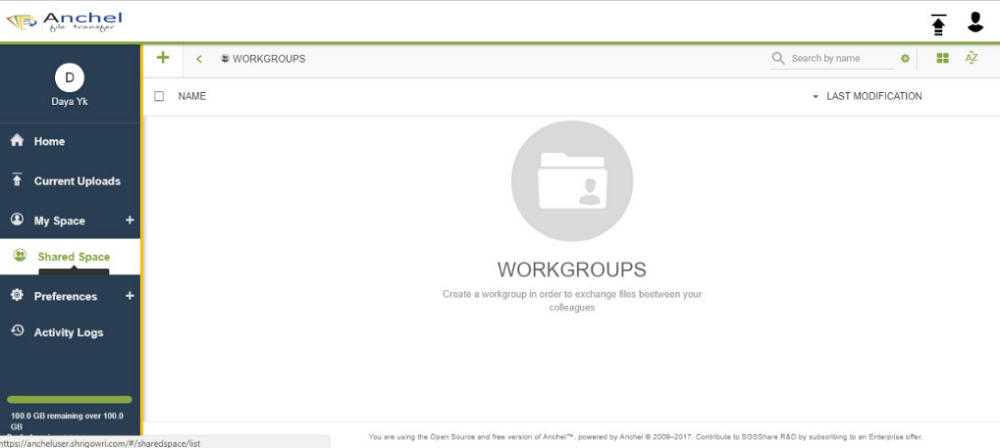 Anchel
file transfer
D
Daya Yk
WORKGROUPS
Search by name
AZ
NAME
LAST MODIFICATION
Home
Current Uploads
My Space +
Shared Space
Preferences +
Activity Logs
WORKGROUPS
Create a workgroup in order to exchange files beetween your
colleagues
100.0 GB remaining over 100.0
GB
https://ancheluser.shrigowri.com/#/sharedspace/list
You are using the Open Source and free version of Anchel™, powered by Anchel © 2009–2017. Contribute to SGSShare R&D by subscribing to an Enterprise offer.